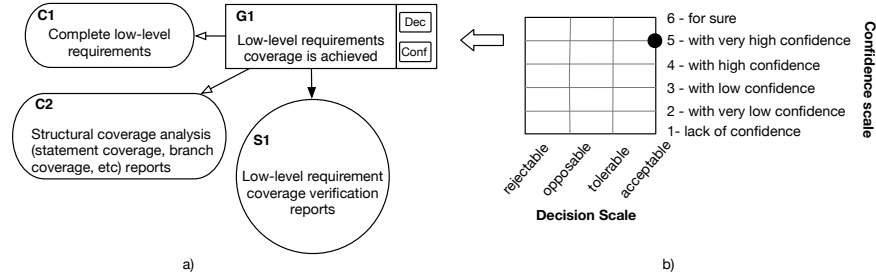 C1
Complete low-level
requirements
G1
Low-level requirements
coverage is achieved
Dec
Conf
C2
Structural coverage analysis
(statement coverage, branch
coverage, etc) reports
S1
Low-level requirement
coverage verification
reports
a)
6 - for sure
5 - with very high confidence
4 - with high confidence
3 - with low confidence
2 - with very low confidence
1- lack of confidence
Confidence scale
rejectable
opposable
tolerable
acceptable
Decision Scale
b)